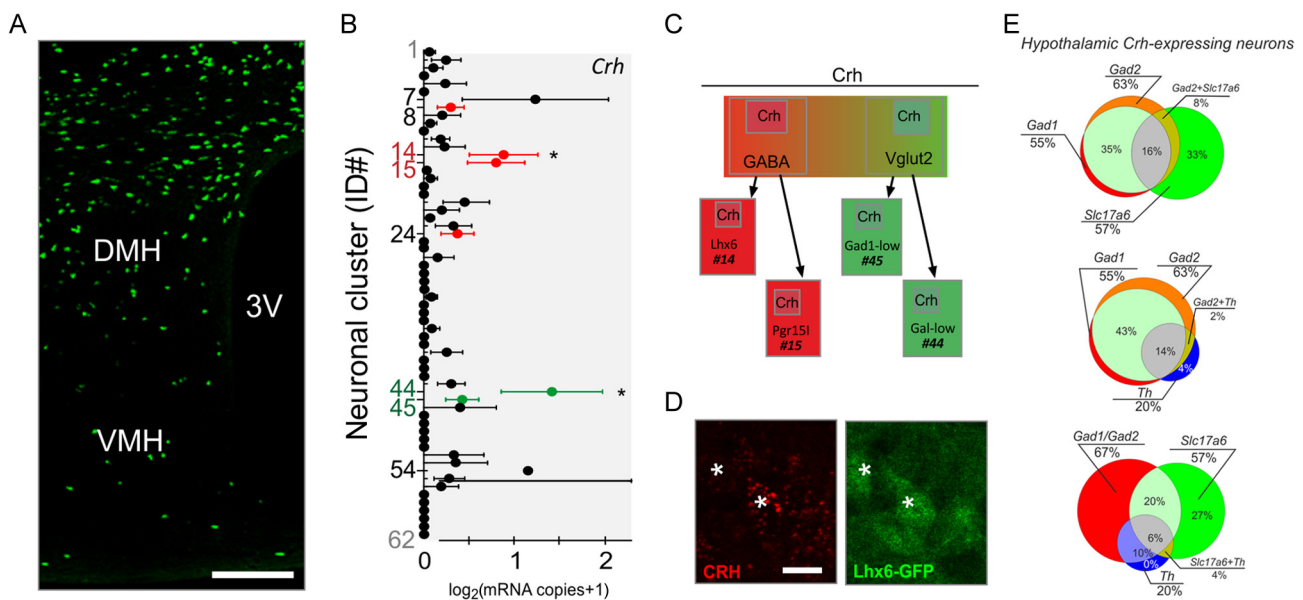 A
DMH
3V
VMH
B
Crh
Neuronal cluster (ID#)
1
7
8
14
15
24
44
45
54
62
*
*
0
1
2
log2(mRNA copies+1)
C
Crh
Crh
Crh
GABA
Vglut2
Crh
Lhx6
#14
Crh
Gad1-low
#45
Crh
Pgr15l
#15
Crh
Gal-low
#44
D
*
*
CRH
*
*
Lhx6-GFP
E
Hypothalamic Crh-expressing neurons
Gad2
63%
Gad2+Slc17a6
8%
Gad1
55%
35%
16%
33%
Slc17a6
57%
Gad1
55%
Gad2
63%
Gad2+Th
2%
43%
14%
4%
Th
20%
Gad1/Gad2
67%
Slc17a6
57%
20%
27%
6%
10%
0%
Slc17a6+Th
4%
Th
20%